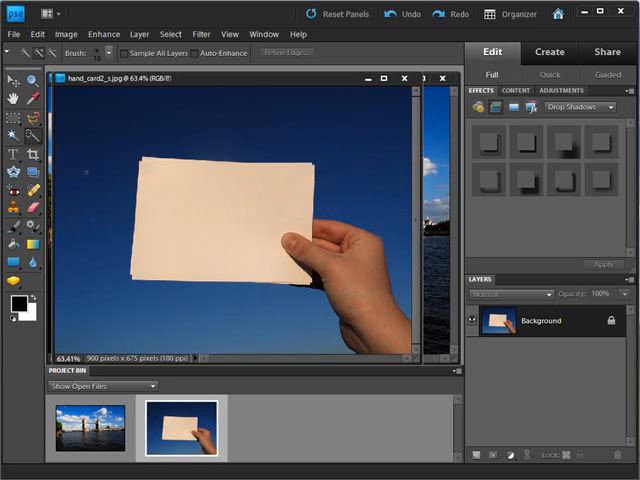 pse
Reset Panels Undo Redo Organizer
File Edit Image Enhance Layer Select Filter View Window Help
Brush: 10 Sample All Layers Auto-Enhance Refine Edge...
Edit Create Share
Full Quick Guided
hand_card2_s.jpg @ 63.4% (RGB/8)
EFFECTS CONTENT ADJUSTMENTS
Drop Shadows
Apply
LAYERS
Normal Opacity: 100%
Background
63.41% 900 pixels x 675 pixels (180 ppi)
PROJECT BIN
Show Open Files
Lock: